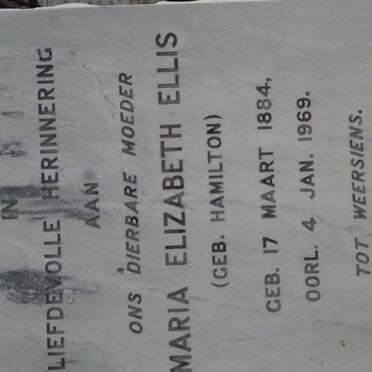 IN
LIEFDEVOLLE HERINNERING
AAN
ONS DIERBARE MOEDER
MARIA ELIZABETH ELLIS
(GEB. HAMILTON)
GEB. 17 MAART 1884,
OORL. 4 JAN. 1969.
TOT WEERSIENS.